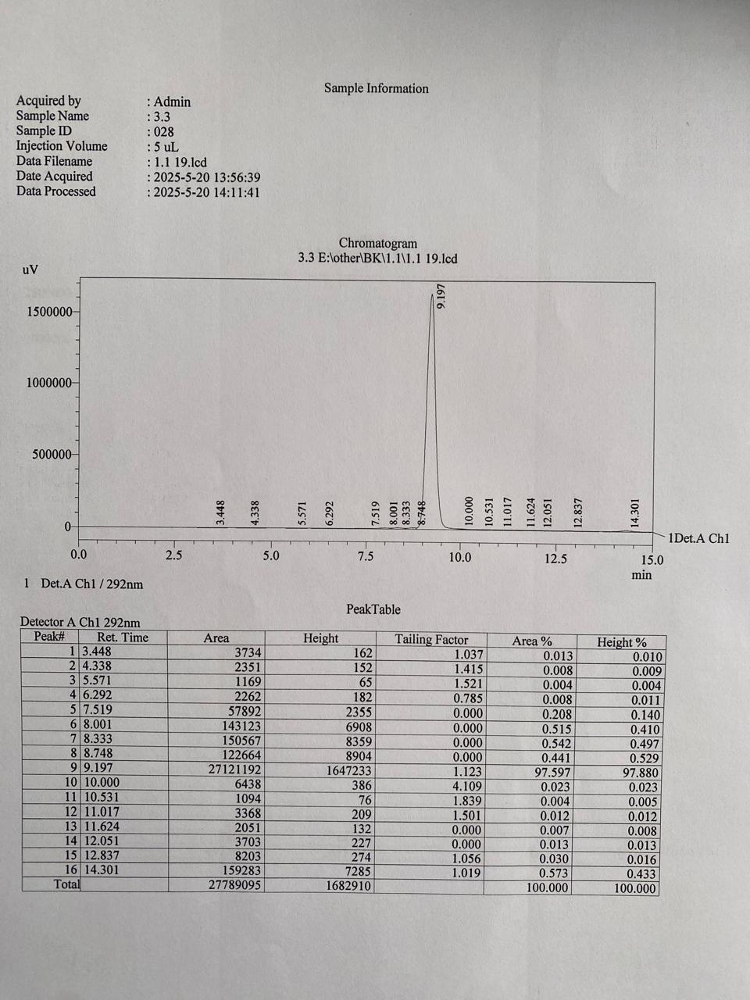 Sample Information
Acquired by : Admin
Sample Name : 3.3
Sample ID : 028
Injection Volume : 5 uL
Data Filename : 1.1 19.lcd
Date Acquired : 2025-5-20 13:56:39
Data Processed : 2025-5-20 14:11:41
Chromatogram
3.3 E:\other\BK\1.1\1.1 19.lcd
uV
1500000
1000000
500000
0
9.197
3.448 4.338 5.571 6.292 7.519 8.001 8.333 8.748 10.000 10.531 11.017 11.624 12.051 12.837 14.301
1Det.A Ch1
0.0 2.5 5.0 7.5 10.0 12.5 15.0
min
1 Det.A Ch1 / 292nm
PeakTable
Detector A Ch1 292nm
Peak# Ret. Time Area Height Tailing Factor Area % Height %
1 3.448 3734 162 1.037 0.013 0.010
2 4.338 2351 152 1.415 0.008 0.009
3 5.571 1169 65 1.521 0.004 0.004
4 6.292 2262 182 0.785 0.008 0.011
5 7.519 57892 2355 0.000 0.208 0.140
6 8.001 143123 6908 0.000 0.515 0.410
7 8.333 150567 8359 0.000 0.542 0.497
8 8.748 122664 8904 0.000 0.441 0.529
9 9.197 27121192 1647233 1.123 97.597 97.880
10 10.000 6438 386 4.109 0.023 0.023
11 10.531 1094 76 1.839 0.004 0.005
12 11.017 3368 209 1.501 0.012 0.012
13 11.624 2051 132 0.000 0.007 0.008
14 12.051 3703 227 0.000 0.013 0.013
15 12.837 8203 274 1.056 0.030 0.016
16 14.301 159283 7285 1.019 0.573 0.433
Total 27789095 1682910 100.000 100.000